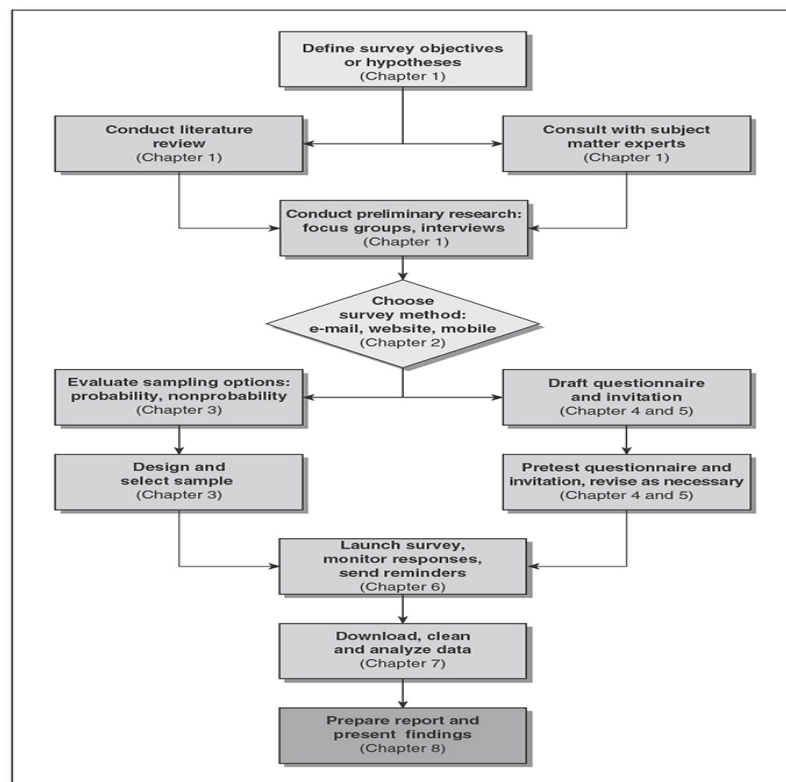 Define survey objectives
or hypotheses
(Chapter 1)
Conduct literature
review
(Chapter 1)
Consult with subject
matter experts
(Chapter 1)
Conduct preliminary research:
focus groups, interviews
(Chapter 1)
Choose
survey method:
e-mail, website, mobile
(Chapter 2)
Evaluate sampling options:
probability, nonprobability
(Chapter 3)
Draft questionnaire
and invitation
(Chapter 4 and 5)
Design and
select sample
(Chapter 3)
Pretest questionnaire and
invitation, revise as necessary
(Chapter 4 and 5)
Launch survey,
monitor responses,
send reminders
(Chapter 6)
Download, clean
and analyze data
(Chapter 7)
Prepare report and
present findings
(Chapter 8)